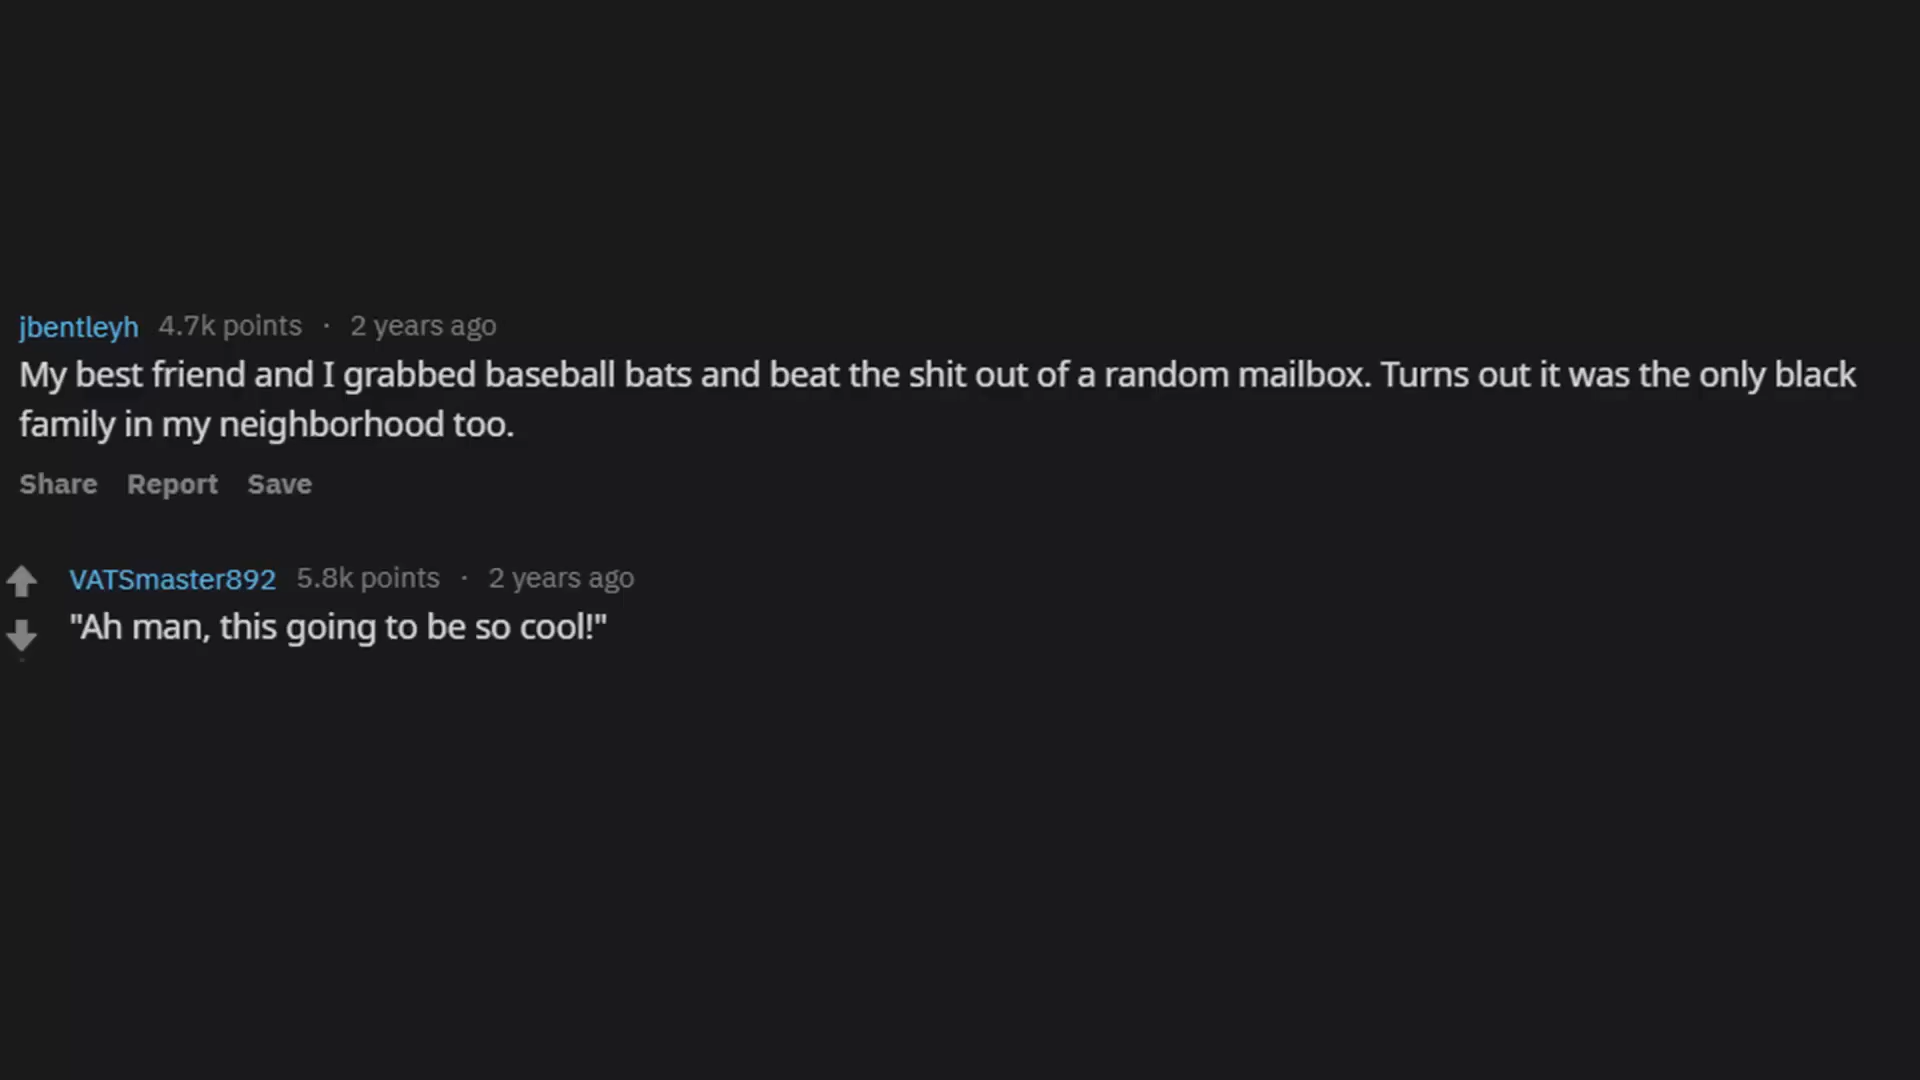 jbentleyh 4.7k points · 2 years ago
My best friend and I grabbed baseball bats and beat the shit out of a random mailbox. Turns out it was the only black
family in my neighborhood too.
Share Report Save
VATSmaster892 5.8k points · 2 years ago
"Ah man, this going to be so cool!"